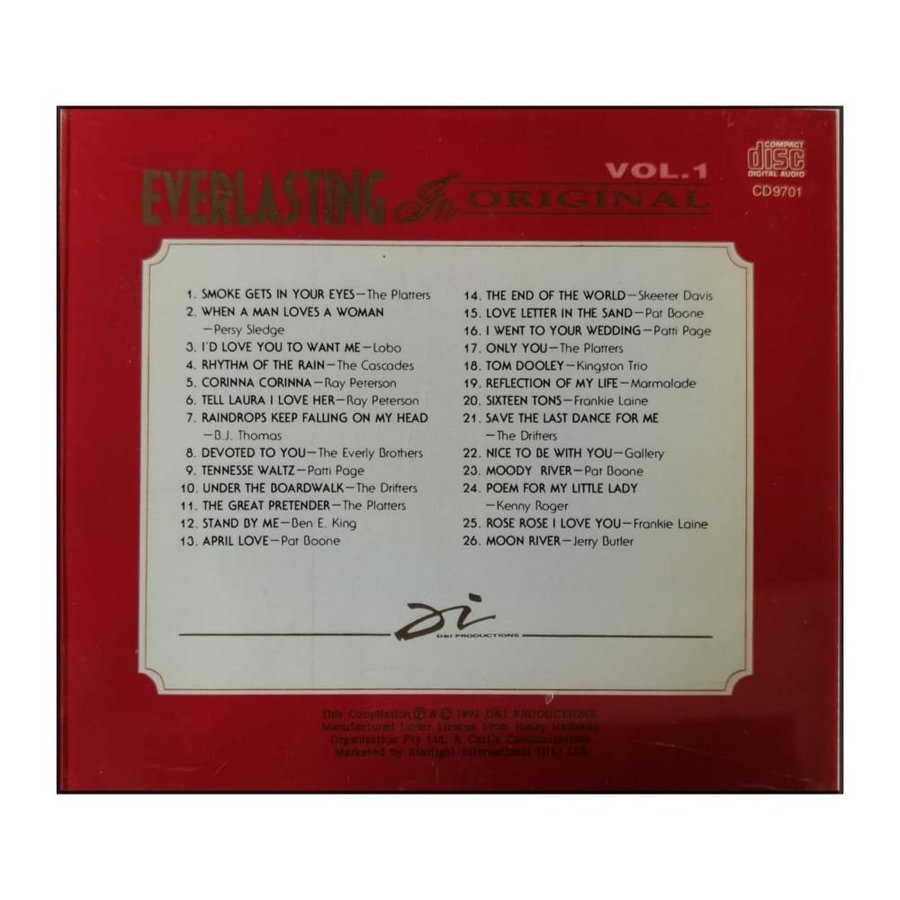 VOL.1
EVERLASTING In ORIGINAL
COMPACT
disc
DIGITAL AUDIO
CD9701
1. SMOKE GETS IN YOUR EYES—The Platters
2. WHEN A MAN LOVES A WOMAN
—Persy Sledge
3. I'D LOVE YOU TO WANT ME—Lobo
4. RHYTHM OF THE RAIN—The Cascades
5. CORINNA CORINNA—Ray Peterson
6. TELL LAURA I LOVE HER—Ray Peterson
7. RAINDROPS KEEP FALLING ON MY HEAD
—B.J. Thomas
8. DEVOTED TO YOU—The Everly Brothers
9. TENNESSE WALTZ—Patti Page
10. UNDER THE BOARDWALK—The Drifters
11. THE GREAT PRETENDER—The Platters
12. STAND BY ME—Ben E. King
13. APRIL LOVE—Pat Boone
14. THE END OF THE WORLD—Skeeter Davis
15. LOVE LETTER IN THE SAND—Pat Boone
16. I WENT TO YOUR WEDDING—Patti Page
17. ONLY YOU—The Platters
18. TOM DOOLEY—Kingston Trio
19. REFLECTION OF MY LIFE—Marmalade
20. SIXTEEN TONS—Frankie Laine
21. SAVE THE LAST DANCE FOR ME
—The Drifters
22. NICE TO BE WITH YOU—Gallery
23. MOODY RIVER—Pat Boone
24. POEM FOR MY LITTLE LADY
—Kenny Roger
25. ROSE ROSE I LOVE YOU—Frankie Laine
26. MOON RIVER—Jerry Butler
di
D&I PRODUCTIONS
This Compilation Ⓟ & © 1992 D&I PRODUCTIONS
Manufactured Under License From Henry Hadaway
Organisation Pty Ltd. &
Marketed by Starlight International (HK) Ltd.